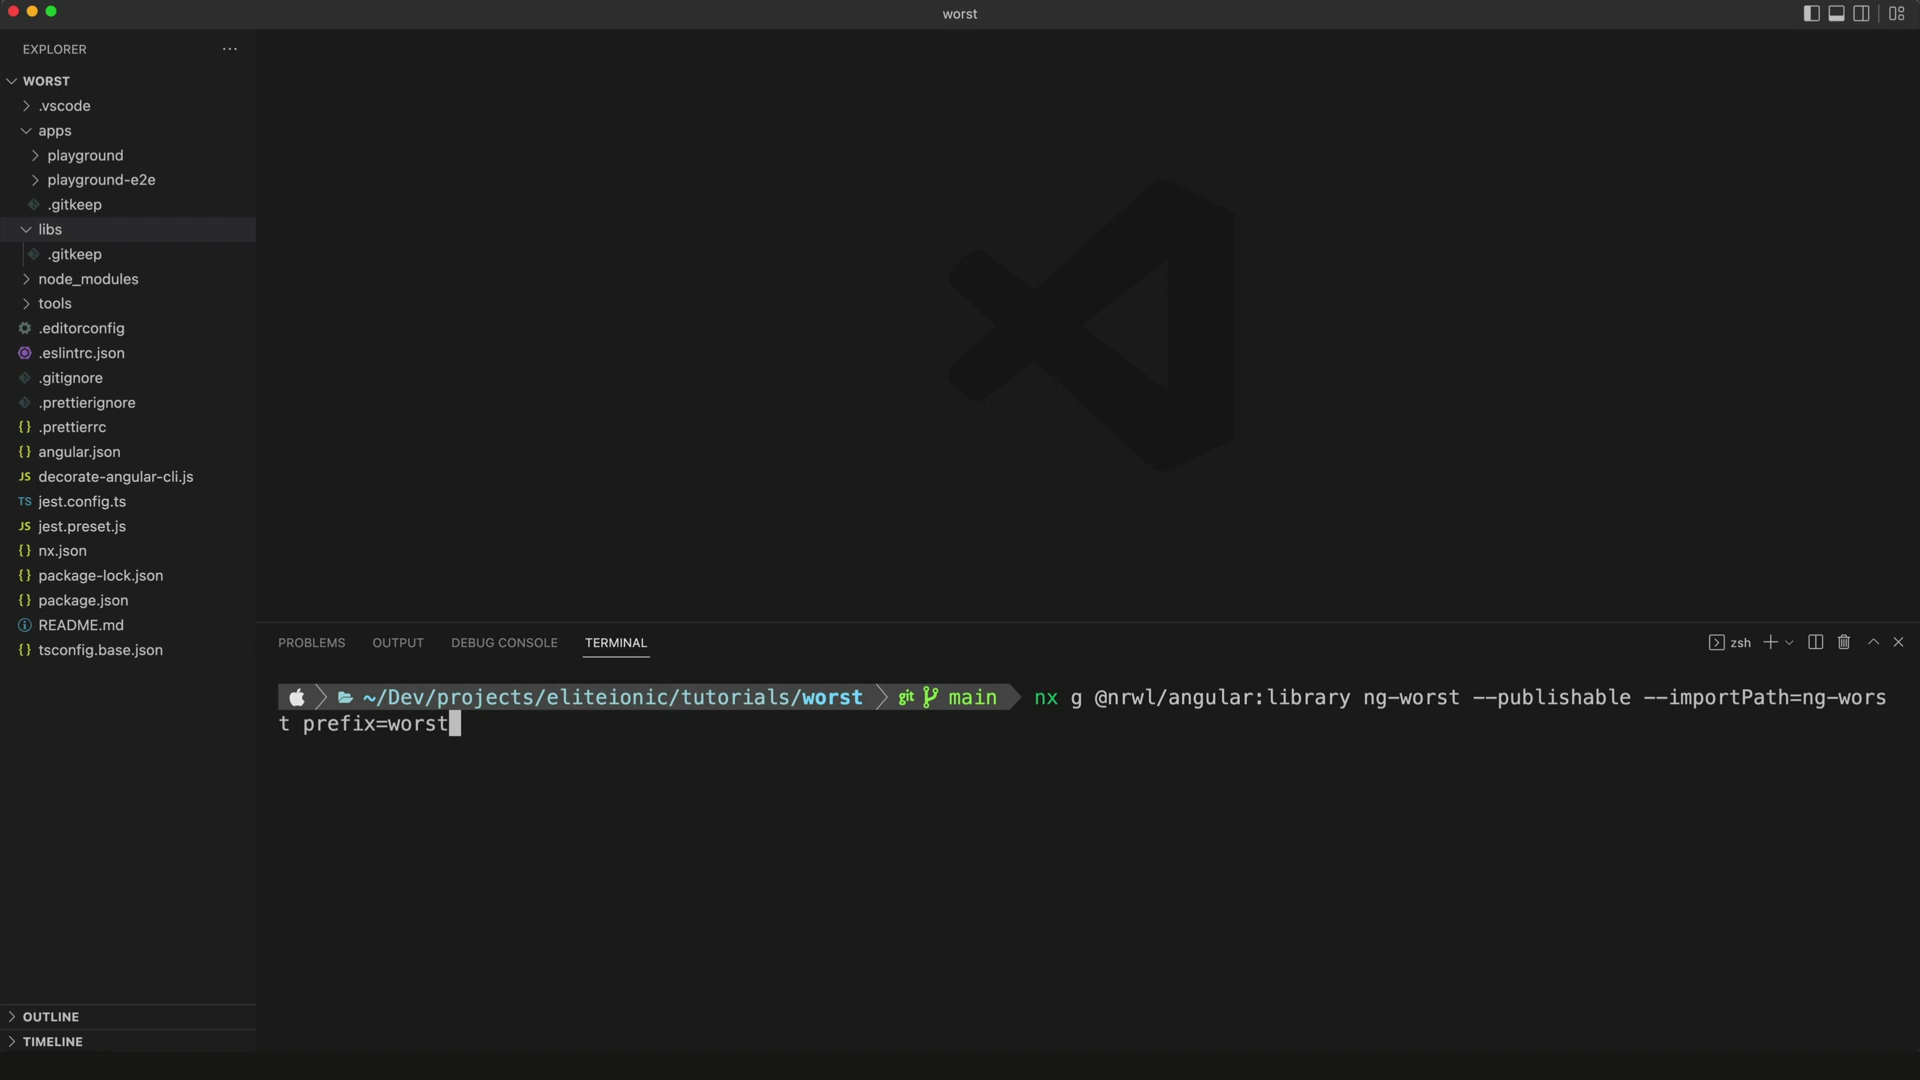 worst
EXPLORER
WORST
.vscode
apps
playground
playground-e2e
.gitkeep
libs
.gitkeep
node_modules
tools
.editorconfig
.eslintrc.json
.gitignore
.prettierignore
{} .prettierrc
{} angular.json
JS decorate-angular-cli.js
TS jest.config.ts
JS jest.preset.js
{} nx.json
{} package-lock.json
{} package.json
README.md
{} tsconfig.base.json
OUTLINE
TIMELINE
PROBLEMS OUTPUT DEBUG CONSOLE TERMINAL zsh
~/Dev/projects/eliteionic/tutorials/worst git main nx g @nrwl/angular:library ng-worst --publishable --importPath=ng-wors
t prefix=worst